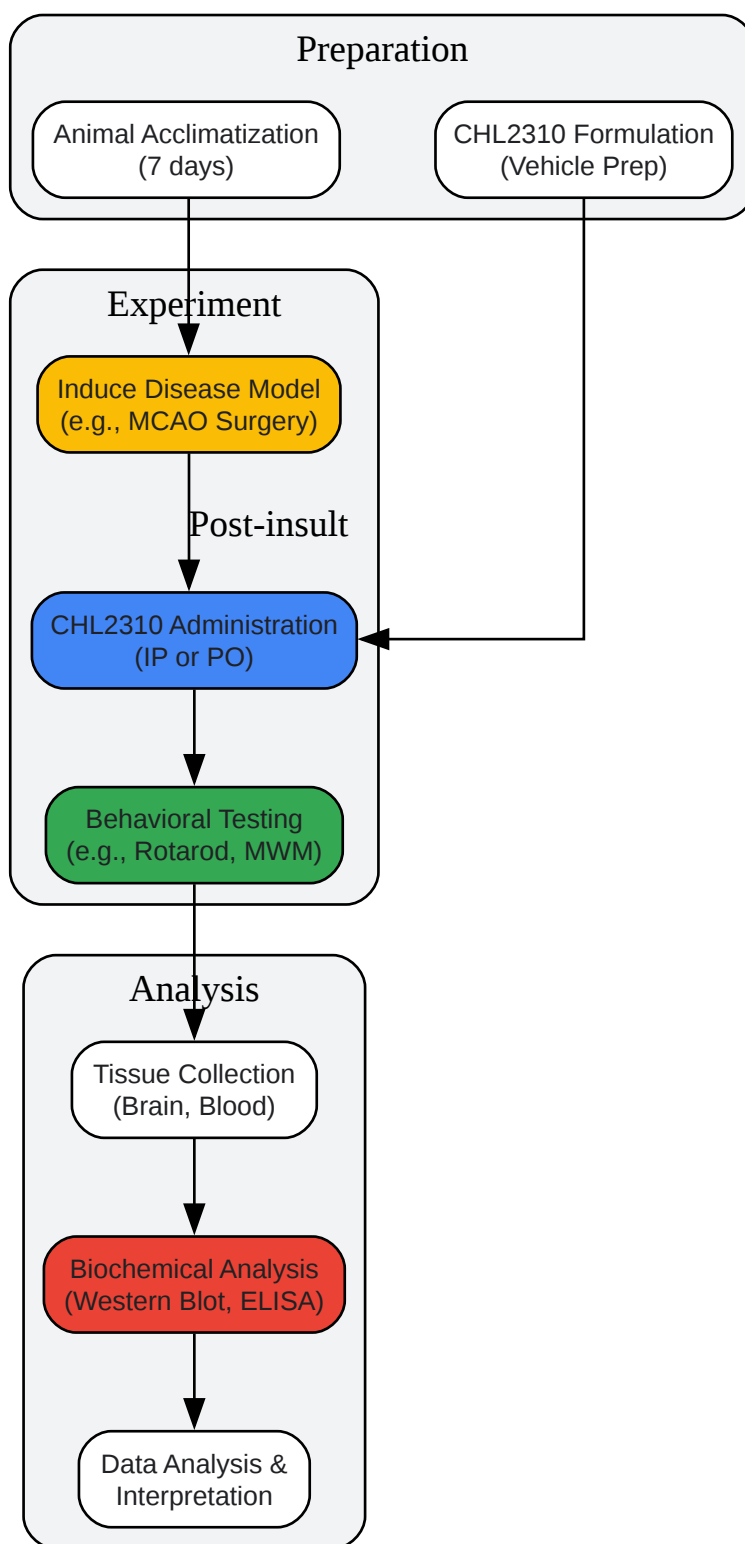 Preparation
Animal Acclimatization
(7 days)
CHL2310 Formulation
(Vehicle Prep)
Experiment
Induce Disease Model
(e.g., MCAO Surgery)
Post-insult
CHL2310 Administration
(IP or PO)
Behavioral Testing
(e.g., Rotarod, MWM)
Analysis
Tissue Collection
(Brain, Blood)
Biochemical Analysis
(Western Blot, ELISA)
Data Analysis &
Interpretation